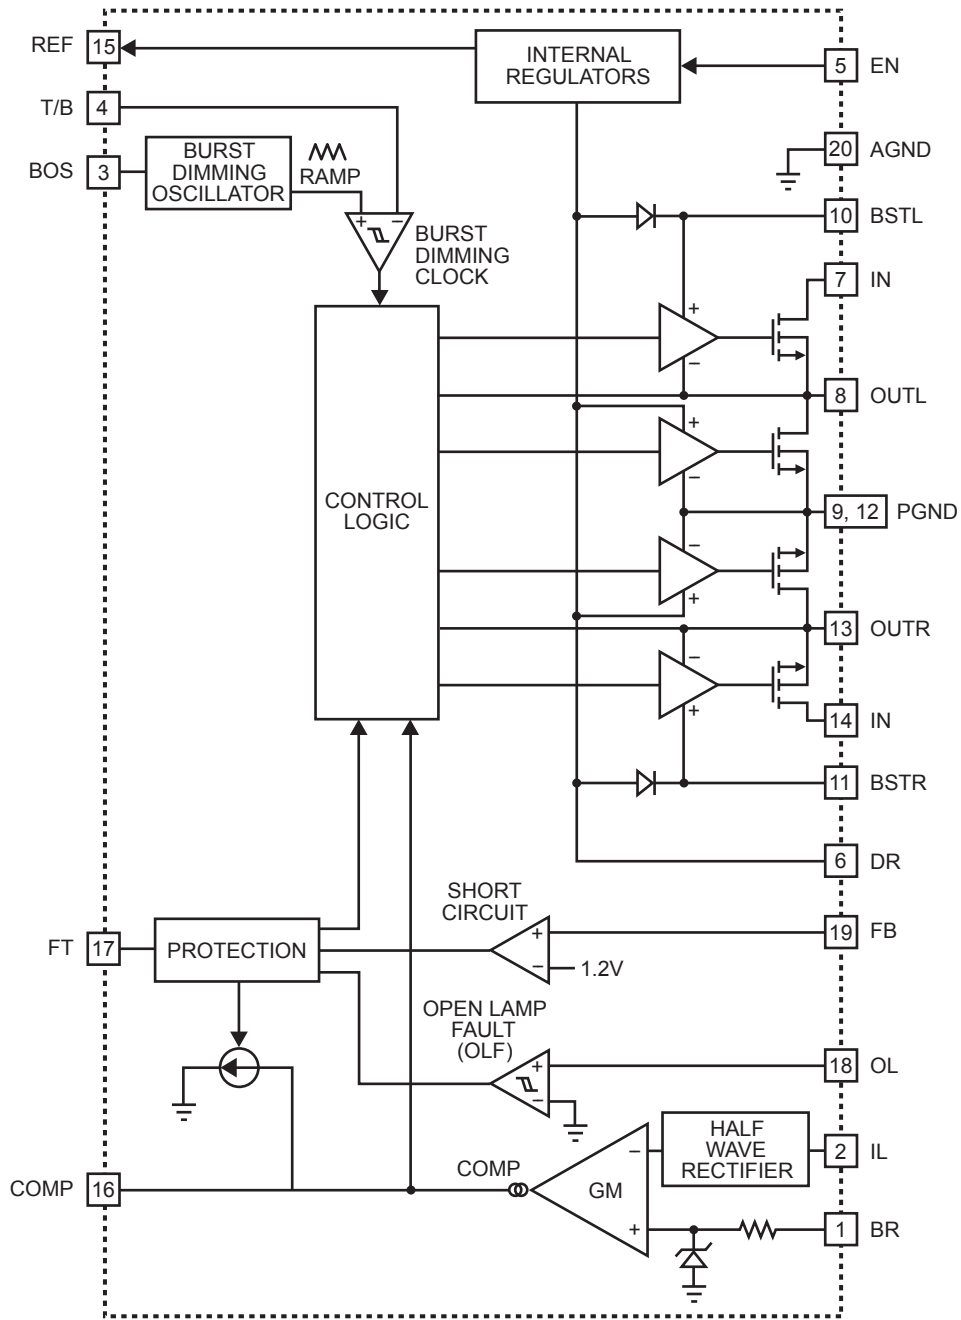 REF 15
INTERNAL
REGULATORS
5 EN
T/B 4
20 AGND
BOS 3
BURST
DIMMING
OSCILLATOR
RAMP
+ −
BURST
DIMMING
CLOCK
10 BSTL
7 IN
+
−
8 OUTL
+
−
CONTROL
LOGIC
9, 12 PGND
−
+
13 OUTR
−
+
14 IN
11 BSTR
6 DR
SHORT
CIRCUIT
FT 17
PROTECTION
+
− 1.2V
19 FB
OPEN LAMP
FAULT
(OLF)
+
−
18 OL
HALF
WAVE
RECTIFIER
2 IL
COMP 16
COMP
GM
−
+
1 BR